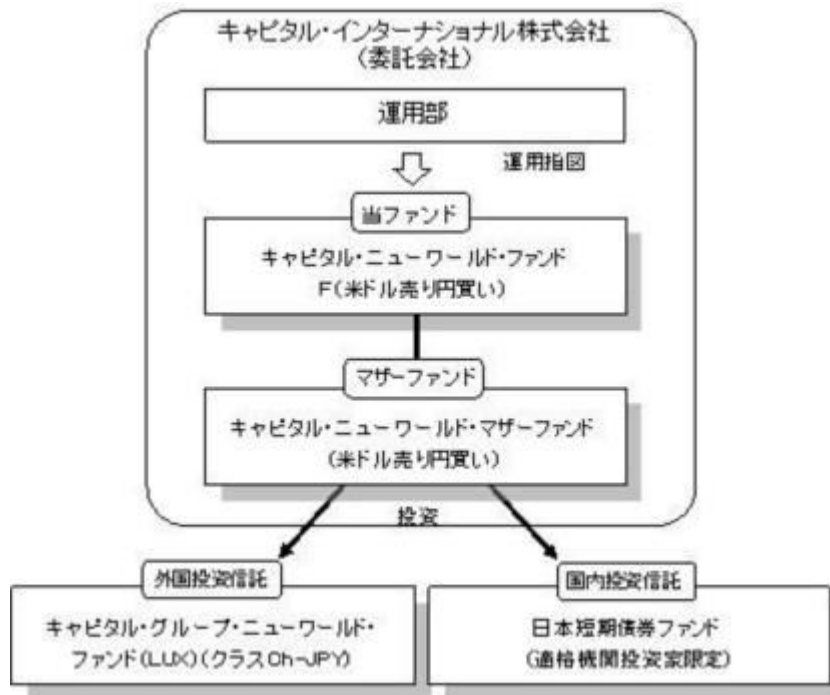 キャピタル・インターナショナル株式会社
（委託会社）
運用部
運用指図
当ファンド
キャピタル・ニューワールド・ファンド
F（米ドル売り円買い）
マザーファンド
キャピタル・ニューワールド・マザーファンド
（米ドル売り円買い）
投資
外国投資信託
国内投資信託
キャピタル・グループ・ニューワールド・
ファンド（LUX）（クラスCh-JPY）
日本短期債券ファンド
（適格機関投資家限定）